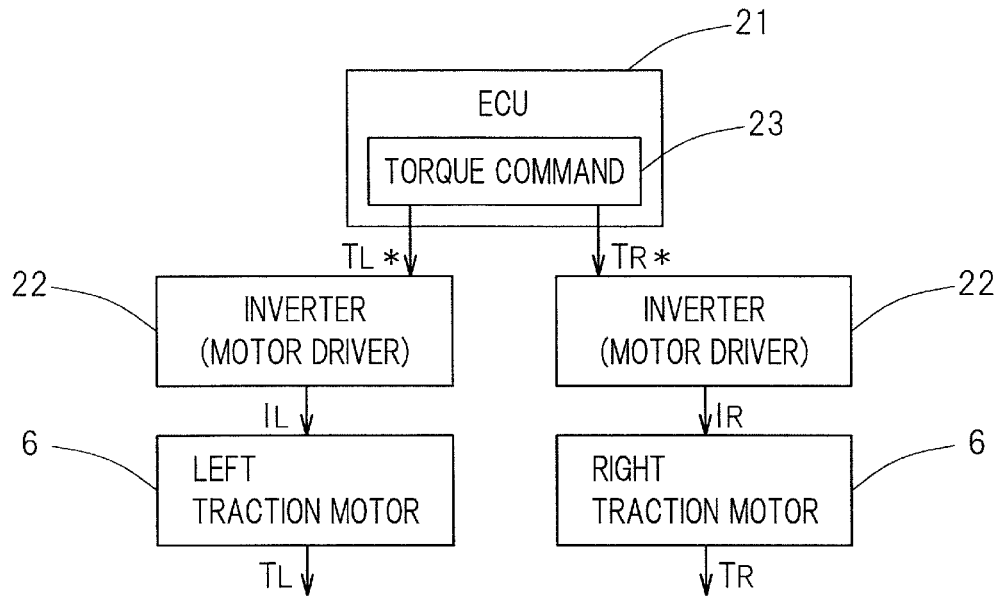 21
ECU
23
TORQUE COMMAND
TL* TR*
22 22
INVERTER INVERTER
(MOTOR DRIVER) (MOTOR DRIVER)
IL IR
6 6
LEFT RIGHT
TRACTION MOTOR TRACTION MOTOR
TL TR